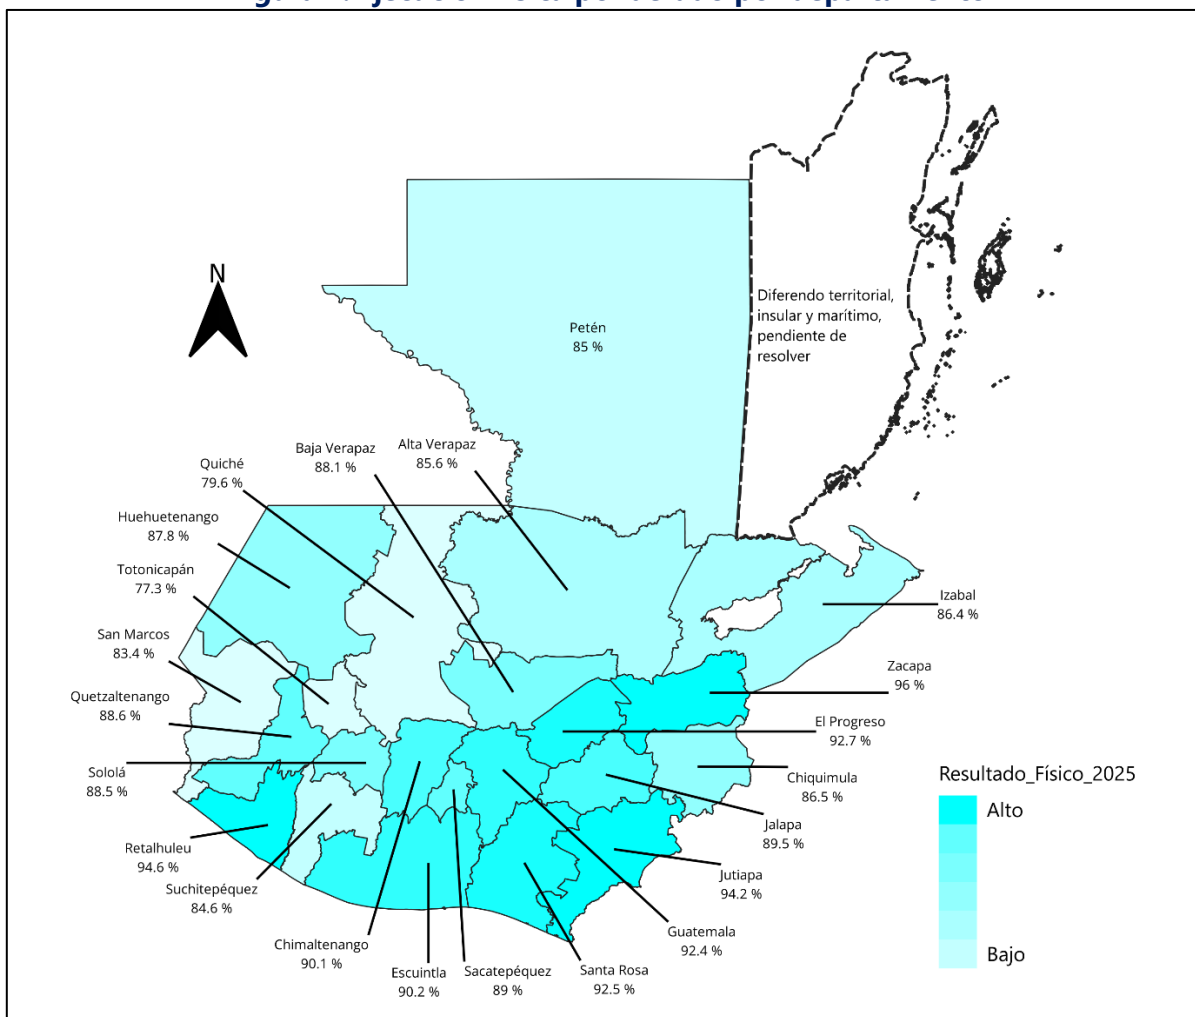 N
Diferendo territorial,
insular y marítimo,
pendiente de
resolver
Petén
85 %
Baja Verapaz
88.1 %
Alta Verapaz
85.6 %
Quiché
79.6 %
Huehuetenango
87.8 %
Totonicapán
77.3 %
San Marcos
83.4 %
Quetzaltenango
88.6 %
Sololá
88.5 %
Retalhuleu
94.6 %
Suchitepéquez
84.6 %
Chimaltenango
90.1 %
Escuintla
90.2 %
Sacatepéquez
89 %
Santa Rosa
92.5 %
Guatemala
92.4 %
Jutiapa
94.2 %
Jalapa
89.5 %
Chiquimula
86.5 %
El Progreso
92.7 %
Zacapa
96 %
Izabal
86.4 %
Resultado_Físico_2025
Alto
Bajo